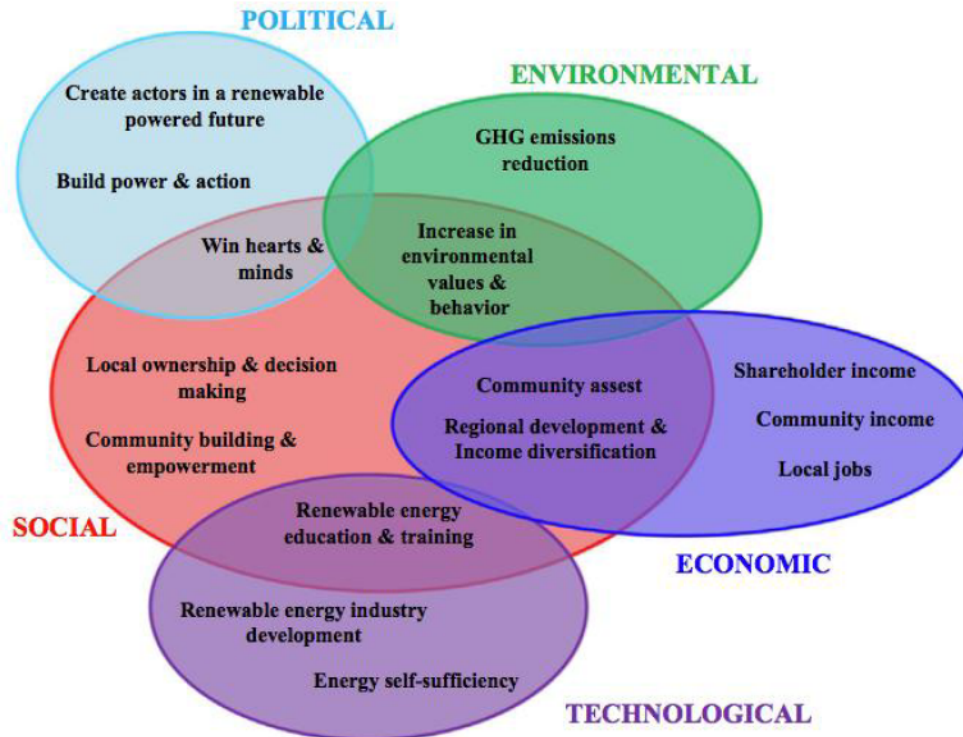 POLITICAL
Create actors in a renewable
powered future
Build power & action
Win hearts &
minds
ENVIRONMENTAL
GHG emissions
reduction
Increase in
environmental
values &
behavior
Local ownership & decision
making
Community building &
empowerment
SOCIAL
Community assest
Regional development &
Income diversification
Shareholder income
Community income
Local jobs
ECONOMIC
Renewable energy
education & training
Renewable energy industry
development
Energy self-sufficiency
TECHNOLOGICAL